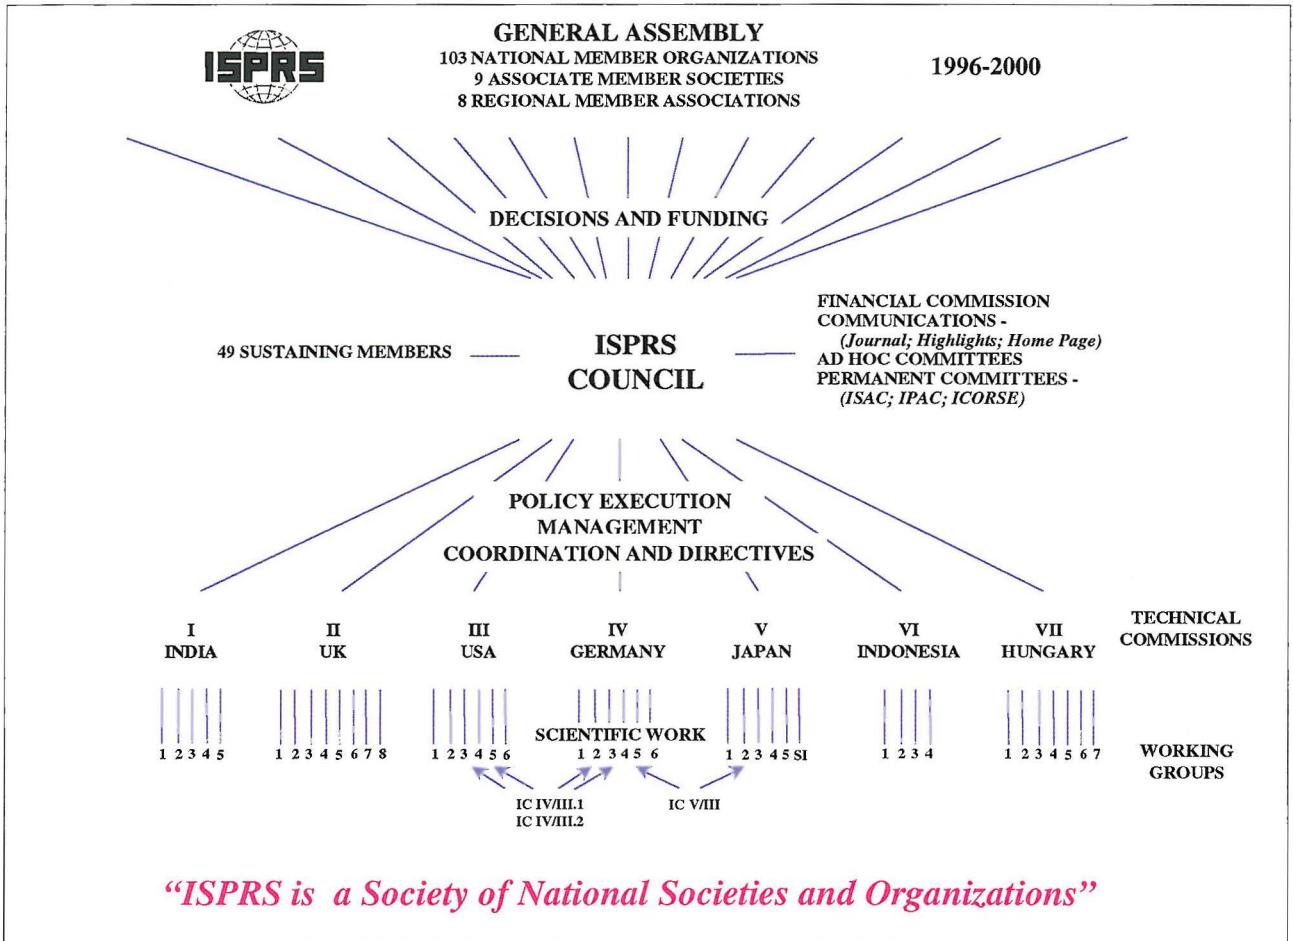 ISPRS
GENERAL ASSEMBLY
103 NATIONAL MEMBER ORGANIZATIONS
9 ASSOCIATE MEMBER SOCIETIES
8 REGIONAL MEMBER ASSOCIATIONS
1996-2000
DECISIONS AND FUNDING
49 SUSTAINING MEMBERS
ISPRS
COUNCIL
FINANCIAL COMMISSION
COMMUNICATIONS -
(Journal; Highlights; Home Page)
AD HOC COMMITTEES
PERMANENT COMMITTEES -
(ISAC; IPAC; ICORSE)
POLICY EXECUTION
MANAGEMENT
COORDINATION AND DIRECTIVES
I
INDIA
II
UK
III
USA
IV
GERMANY
V
JAPAN
VI
INDONESIA
VII
HUNGARY
TECHNICAL
COMMISSIONS
SCIENTIFIC WORK
1 2 3 4 5
1 2 3 4 5 6 7 8
1 2 3 4 5 6
1 2 3 4 5 6
1 2 3 4 5 SI
1 2 3 4
1 2 3 4 5 6 7
WORKING
GROUPS
IC IV/III.1
IC IV/III.2
IC V/III
“ISPRS is a Society of National Societies and Organizations”